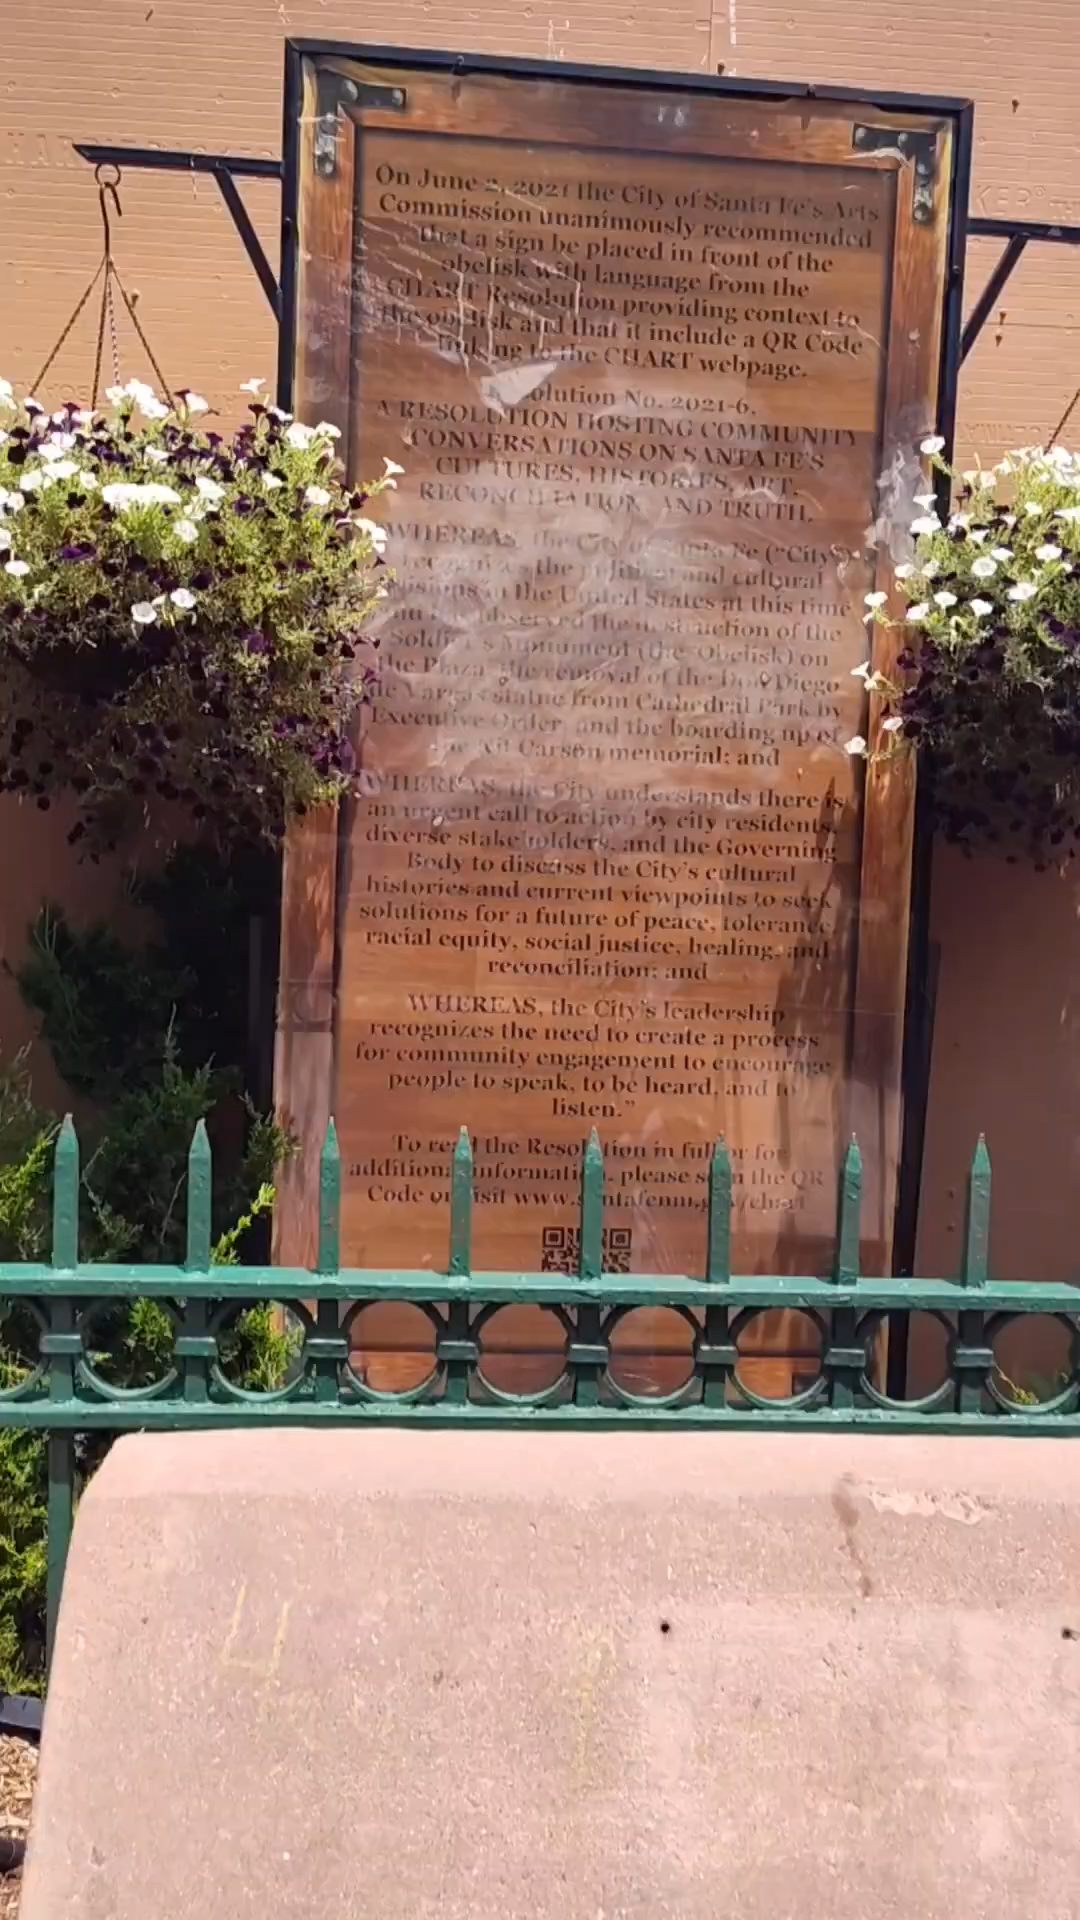 On June 2, 2021 the City of Santa Fe's Arts
Commission unanimously recommended
that a sign be placed in front of the
obelisk with language from the
CHART Resolution providing context to
the obelisk and that it include a QR Code
linking to the CHART webpage.
Resolution No. 2021-6.
A RESOLUTION HOSTING COMMUNITY
CONVERSATIONS ON SANTA FE'S
CULTURES, HISTORIES, ART,
RECONCILIATION, AND TRUTH.
"WHEREAS, the City of Santa Fe ("City")
recognizes the political and cultural
divisions in the United States at this time
and has observed the destruction of the
Soldier's Monument (the Obelisk) on
the Plaza, the removal of the Don Diego
de Vargas statue from Cathedral Park by
Executive Order, and the boarding up of
the Kit Carson memorial; and
WHEREAS, the City understands there is
an urgent call to action by city residents,
diverse stakeholders, and the Governing
Body to discuss the City's cultural
histories and current viewpoints to seek
solutions for a future of peace, tolerance,
racial equity, social justice, healing, and
reconciliation; and
WHEREAS, the City's leadership
recognizes the need to create a process
for community engagement to encourage
people to speak, to be heard, and to
listen."
To read the Resolution in full or for
additional information, please scan the QR
Code or visit www.santafenm.gov/chart